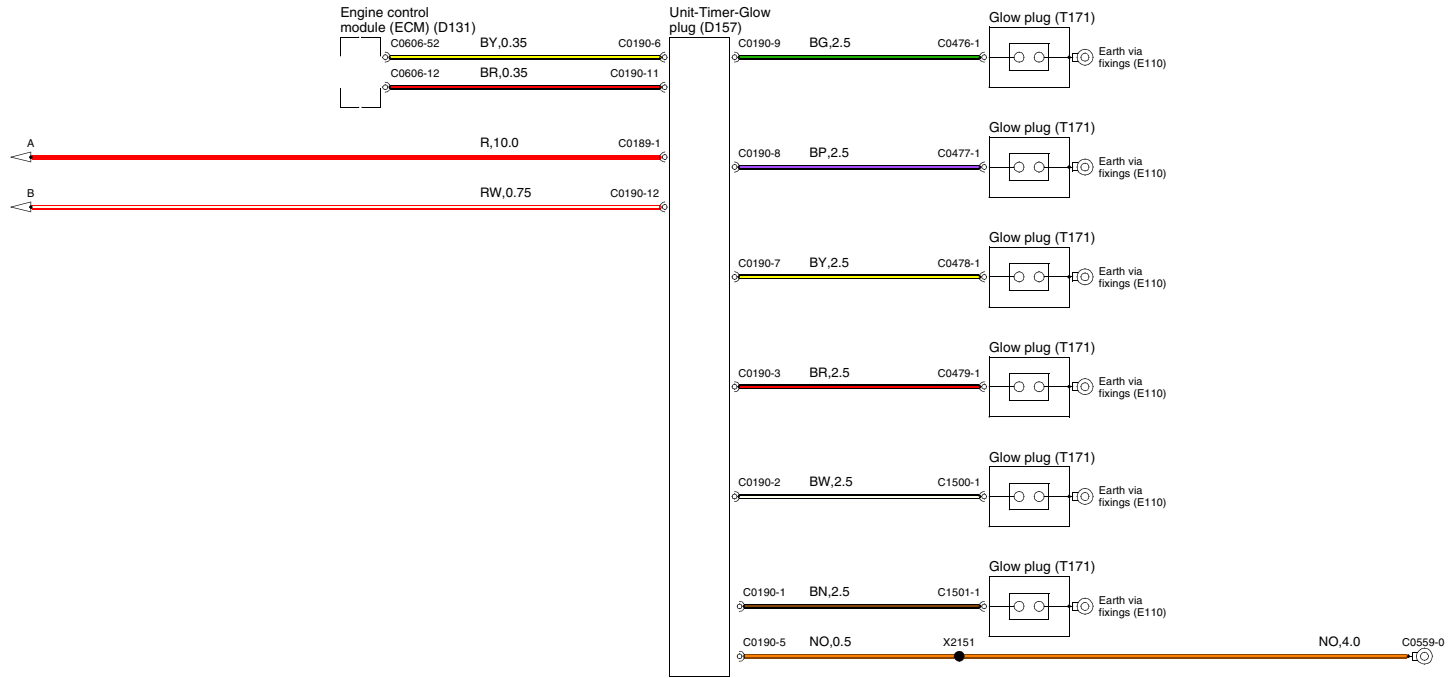 Engine control
module (ECM) (D131)
Unit-Timer-Glow
plug (D157)
Glow plug (T171)
C0606-52 BY,0.35 C0190-6
C0190-9 BG,2.5 C0476-1
Earth via
fixings (E110)
C0606-12 BR,0.35 C0190-11
Glow plug (T171)
A R,10.0 C0189-1
C0190-8 BP,2.5 C0477-1
Earth via
fixings (E110)
B RW,0.75 C0190-12
Glow plug (T171)
C0190-7 BY,2.5 C0478-1
Earth via
fixings (E110)
Glow plug (T171)
C0190-3 BR,2.5 C0479-1
Earth via
fixings (E110)
Glow plug (T171)
C0190-2 BW,2.5 C1500-1
Earth via
fixings (E110)
Glow plug (T171)
C0190-1 BN,2.5 C1501-1
Earth via
fixings (E110)
C0190-5 NO,0.5 X2151 NO,4.0 C0559-0